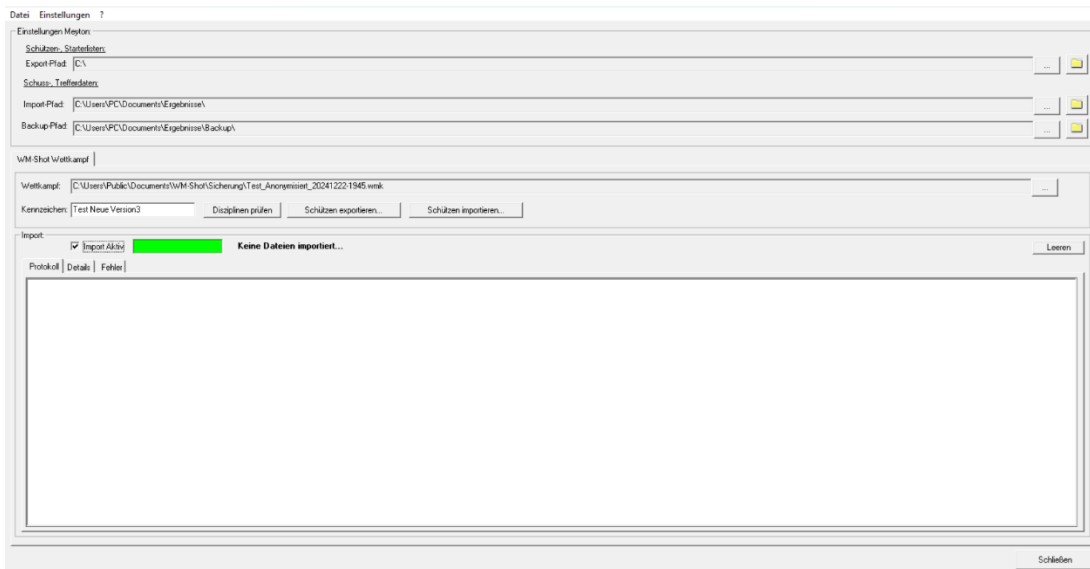 Datei Einstellungen ?
Einstellungen Meyton:
Schützen-, Starterlisten:
Export-Pfad: C:\ ...
Schuss-, Trefferdaten:
Import-Pfad: C:\Users\PC\Documents\Ergebnisse\ ...
Backup-Pfad: C:\Users\PC\Documents\Ergebnisse\Backup\ ...
WM-Shot Wettkampf
Wettkampf: C:\Users\Public\Documents\WM-Shot\Sicherung\Test_Anonymisiert_20241222-1945.wmk ...
Kennzeichen: Test Neue Version3 Disziplinen prüfen Schützen exportieren... Schützen importieren...
Import:
Import Aktiv Keine Dateien importiert... Leeren
Protokoll Details Fehler
Schließen